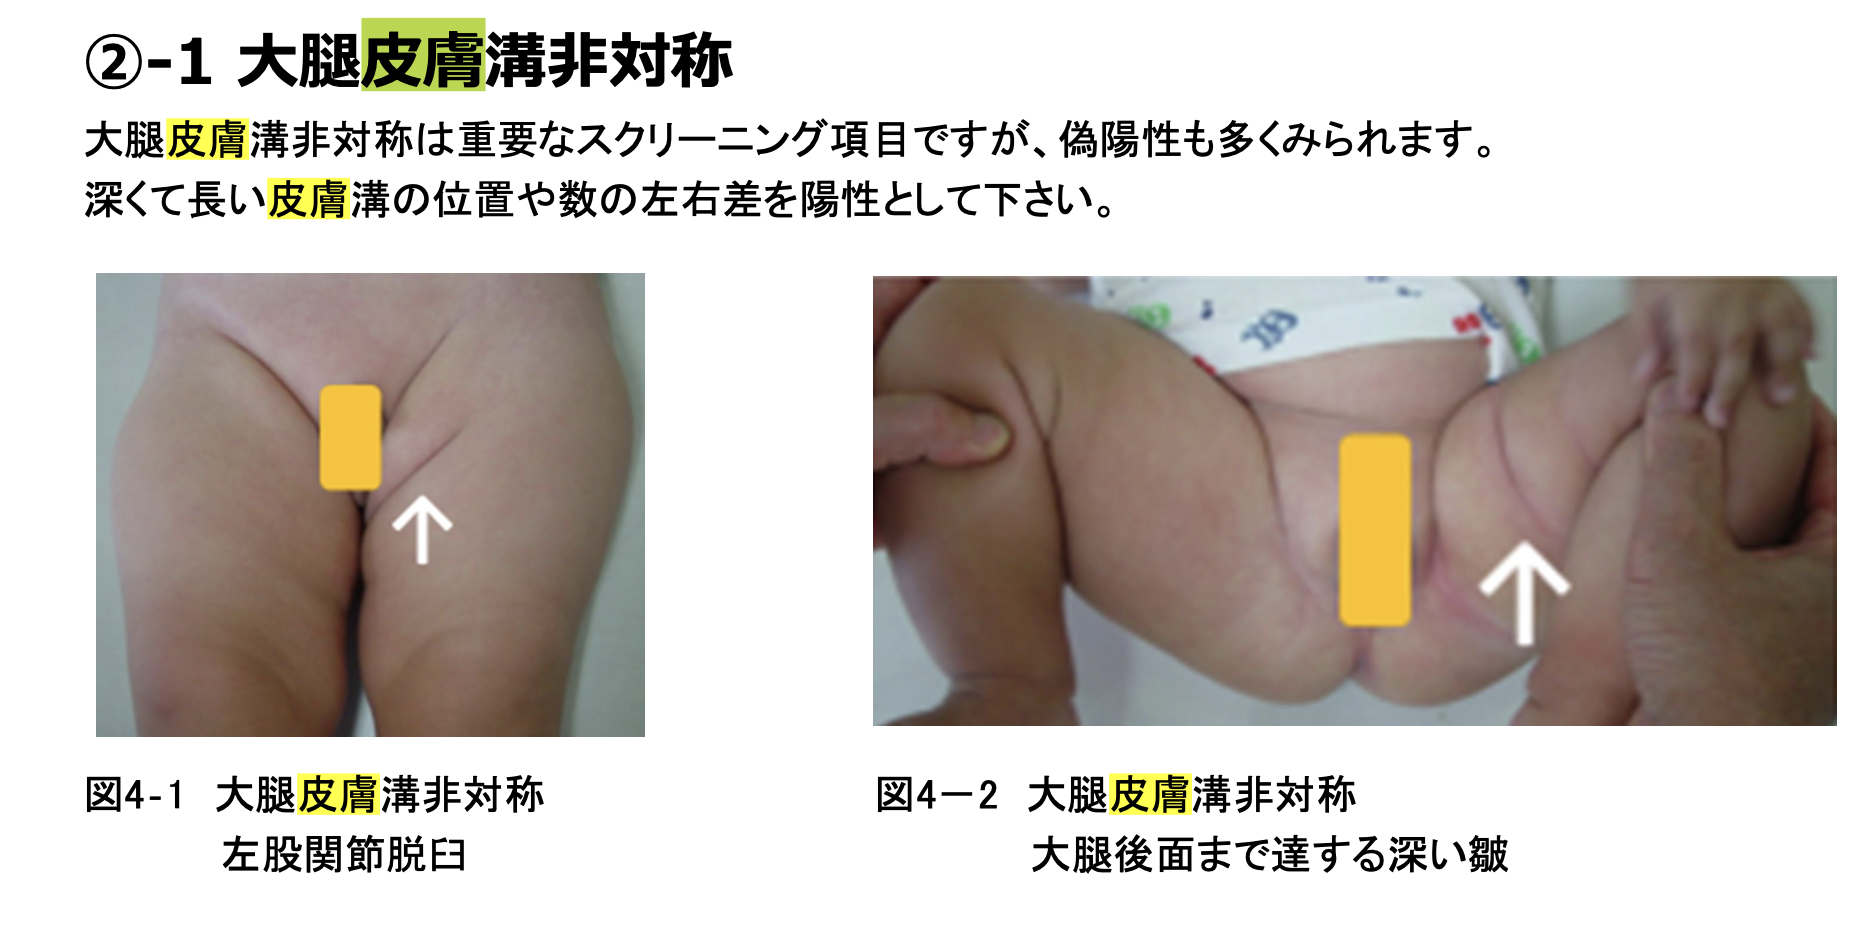 ②-1 大腿皮膚溝非対称
大腿皮膚溝非対称は重要なスクリーニング項目ですが、偽陽性も多くみられます。
深くて長い皮膚溝の位置や数の左右差を陽性として下さい。
図4-1 大腿皮膚溝非対称
左股関節脱臼
図4－2 大腿皮膚溝非対称
大腿後面まで達する深い皺